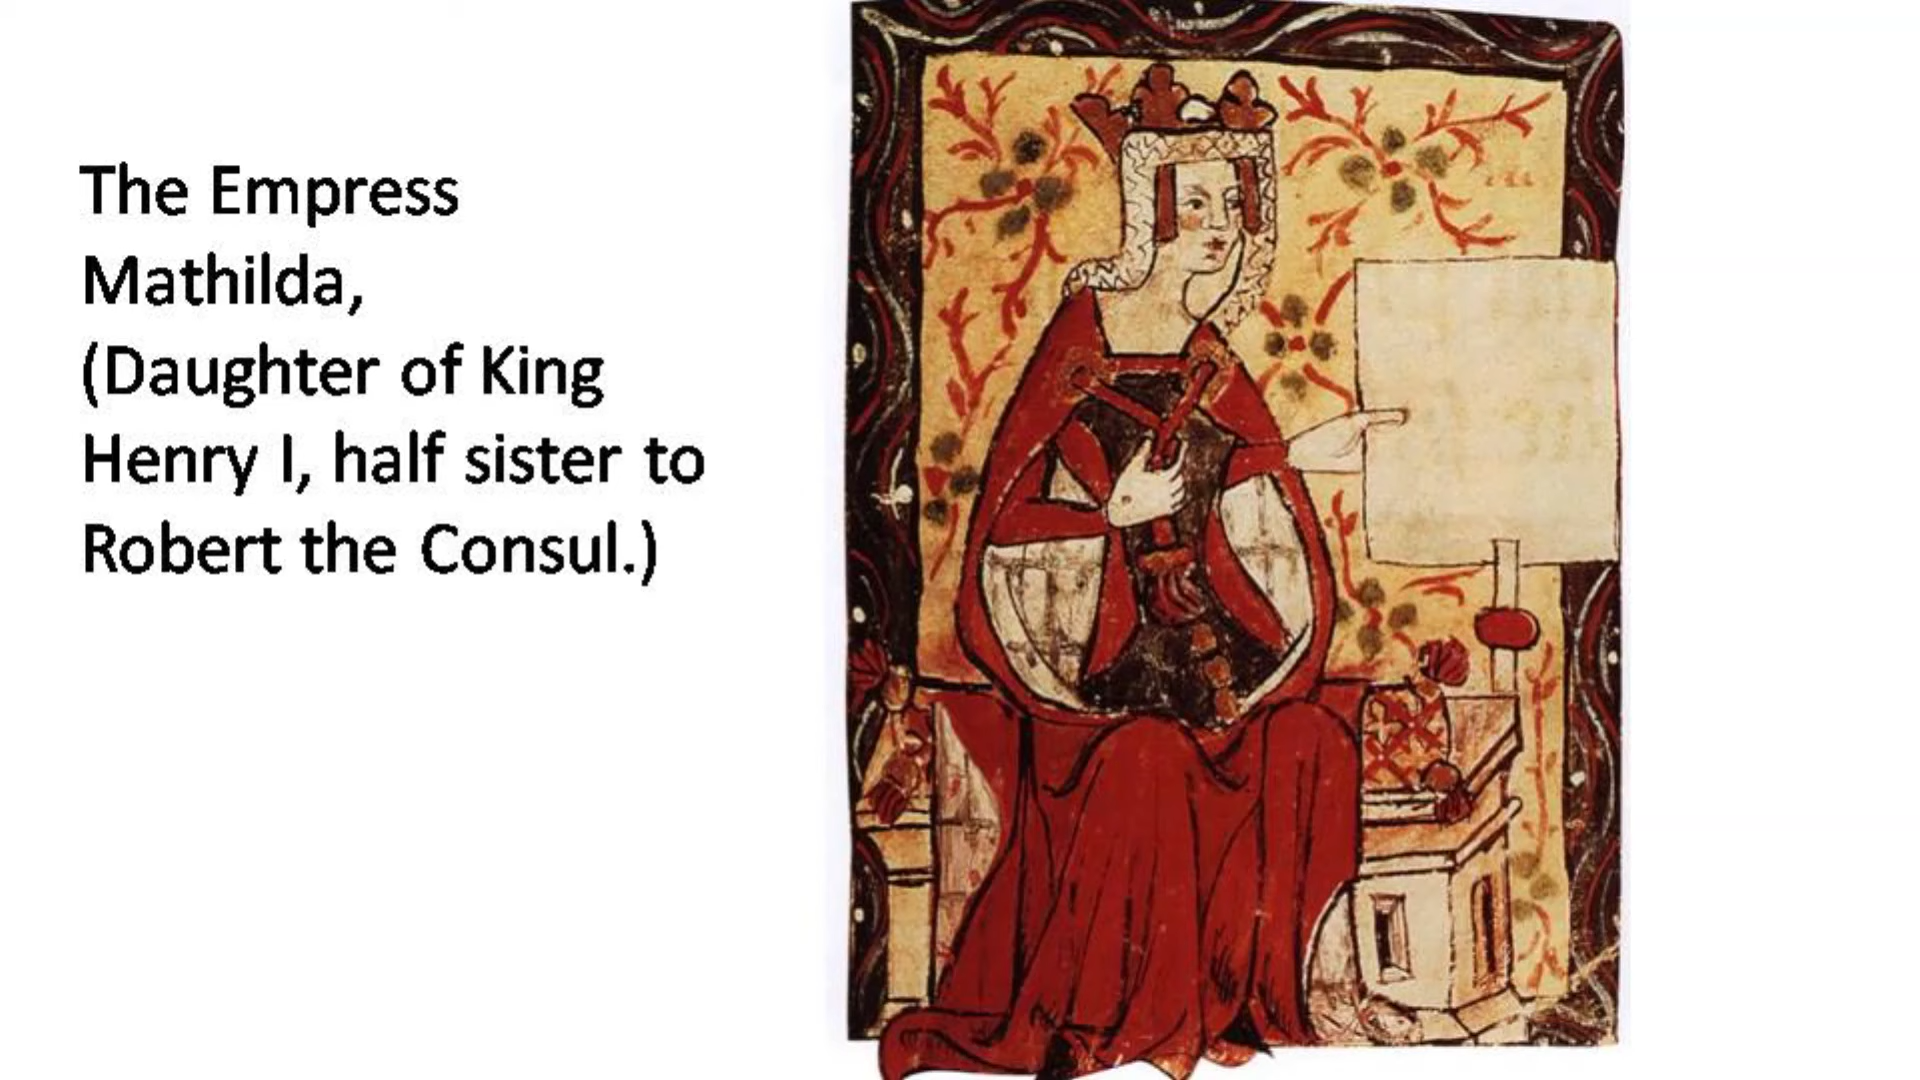 The Empress
Mathilda,
(Daughter of King
Henry I, half sister to
Robert the Consul.)